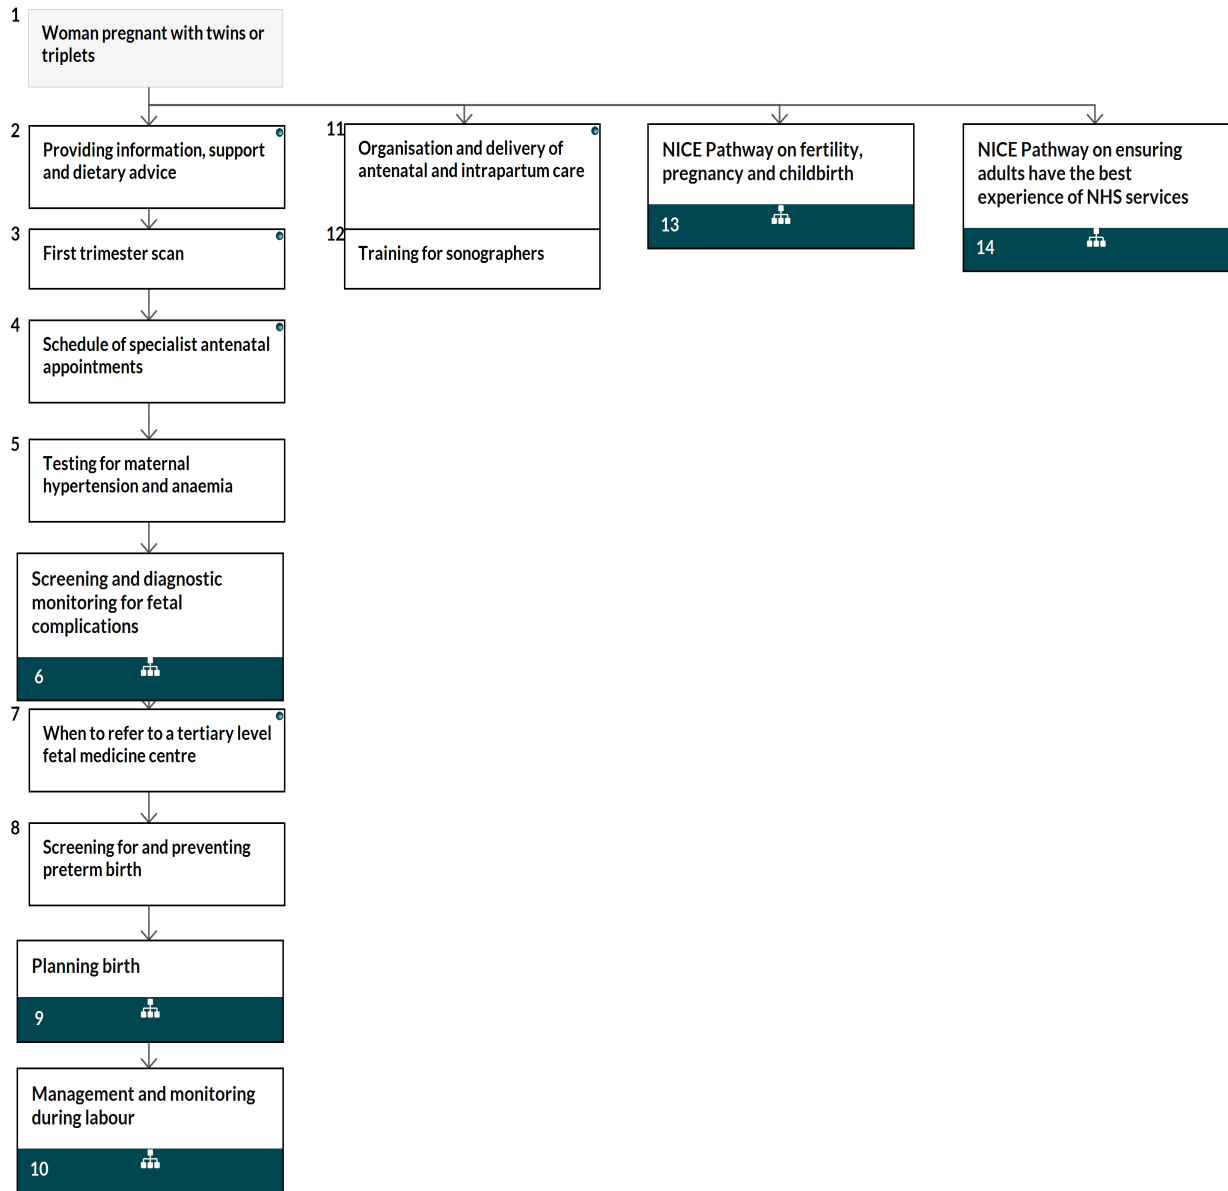 1
Woman pregnant with twins or
triplets
2
Providing information, support
and dietary advice
3
First trimester scan
4
Schedule of specialist antenatal
appointments
5
Testing for maternal
hypertension and anaemia
Screening and diagnostic
monitoring for fetal
complications
6
7
When to refer to a tertiary level
fetal medicine centre
8
Screening for and preventing
preterm birth
Planning birth
9
Management and monitoring
during labour
10
11
Organisation and delivery of
antenatal and intrapartum care
12
Training for sonographers
NICE Pathway on fertility,
pregnancy and childbirth
13
NICE Pathway on ensuring
adults have the best
experience of NHS services
14